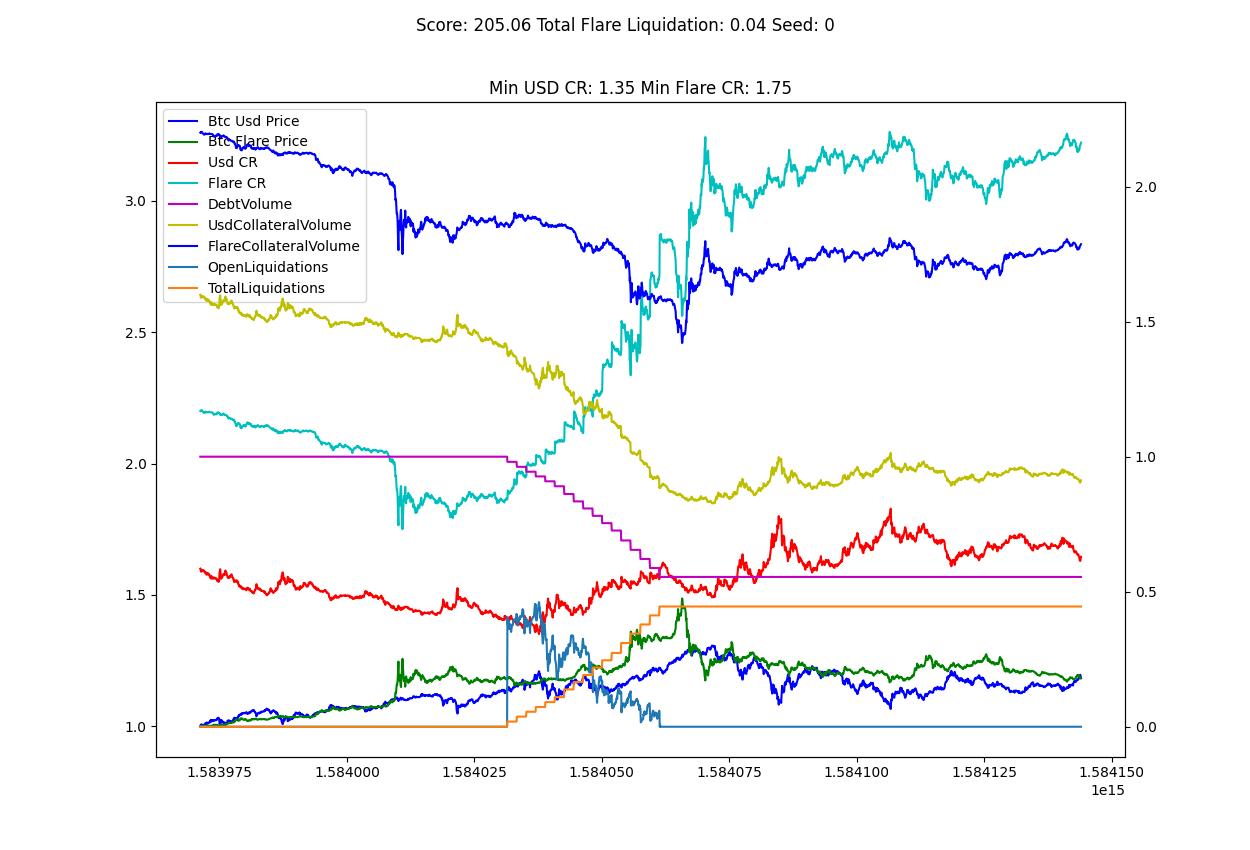 Score: 205.06 Total Flare Liquidation: 0.04 Seed: 0
Min USD CR: 1.35 Min Flare CR: 1.75
Btc Usd Price
Btc Flare Price
Usd CR
Flare CR
DebtVolume
UsdCollateralVolume
FlareCollateralVolume
OpenLiquidations
TotalLiquidations
3.0
2.5
2.0
1.5
1.0
2.0
1.5
1.0
0.5
0.0
1.583975 1.584000 1.584025 1.584050 1.584075 1.584100 1.584125 1.584150
1e15